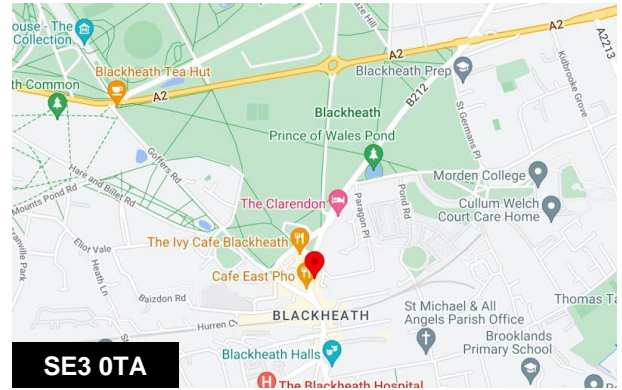 ouse - The
Collection
A2
A2213
Kidbrooke Grove
Blackheath Tea Hut
A2
Blackheath Prep
B212
St Germans Pl
th Common
Blackheath
Prince of Wales Pond
Goffers Rd
Hare and Billet Rd
Mounts Pond Rd
Morden College
Pond Rd
Cullum Welch
Court Care Home
The Clarendon
Paragon Pl
Eliot Vale
The Ivy Cafe Blackheath
Heath Ln
Cafe East Pho
Baizdon Rd
BLACKHEATH
St Michael & All
Angels Parish Office
Thomas Ta
Brooklands
Primary School
Blackheath Halls
SE3 0TA
The Blackheath Hospital